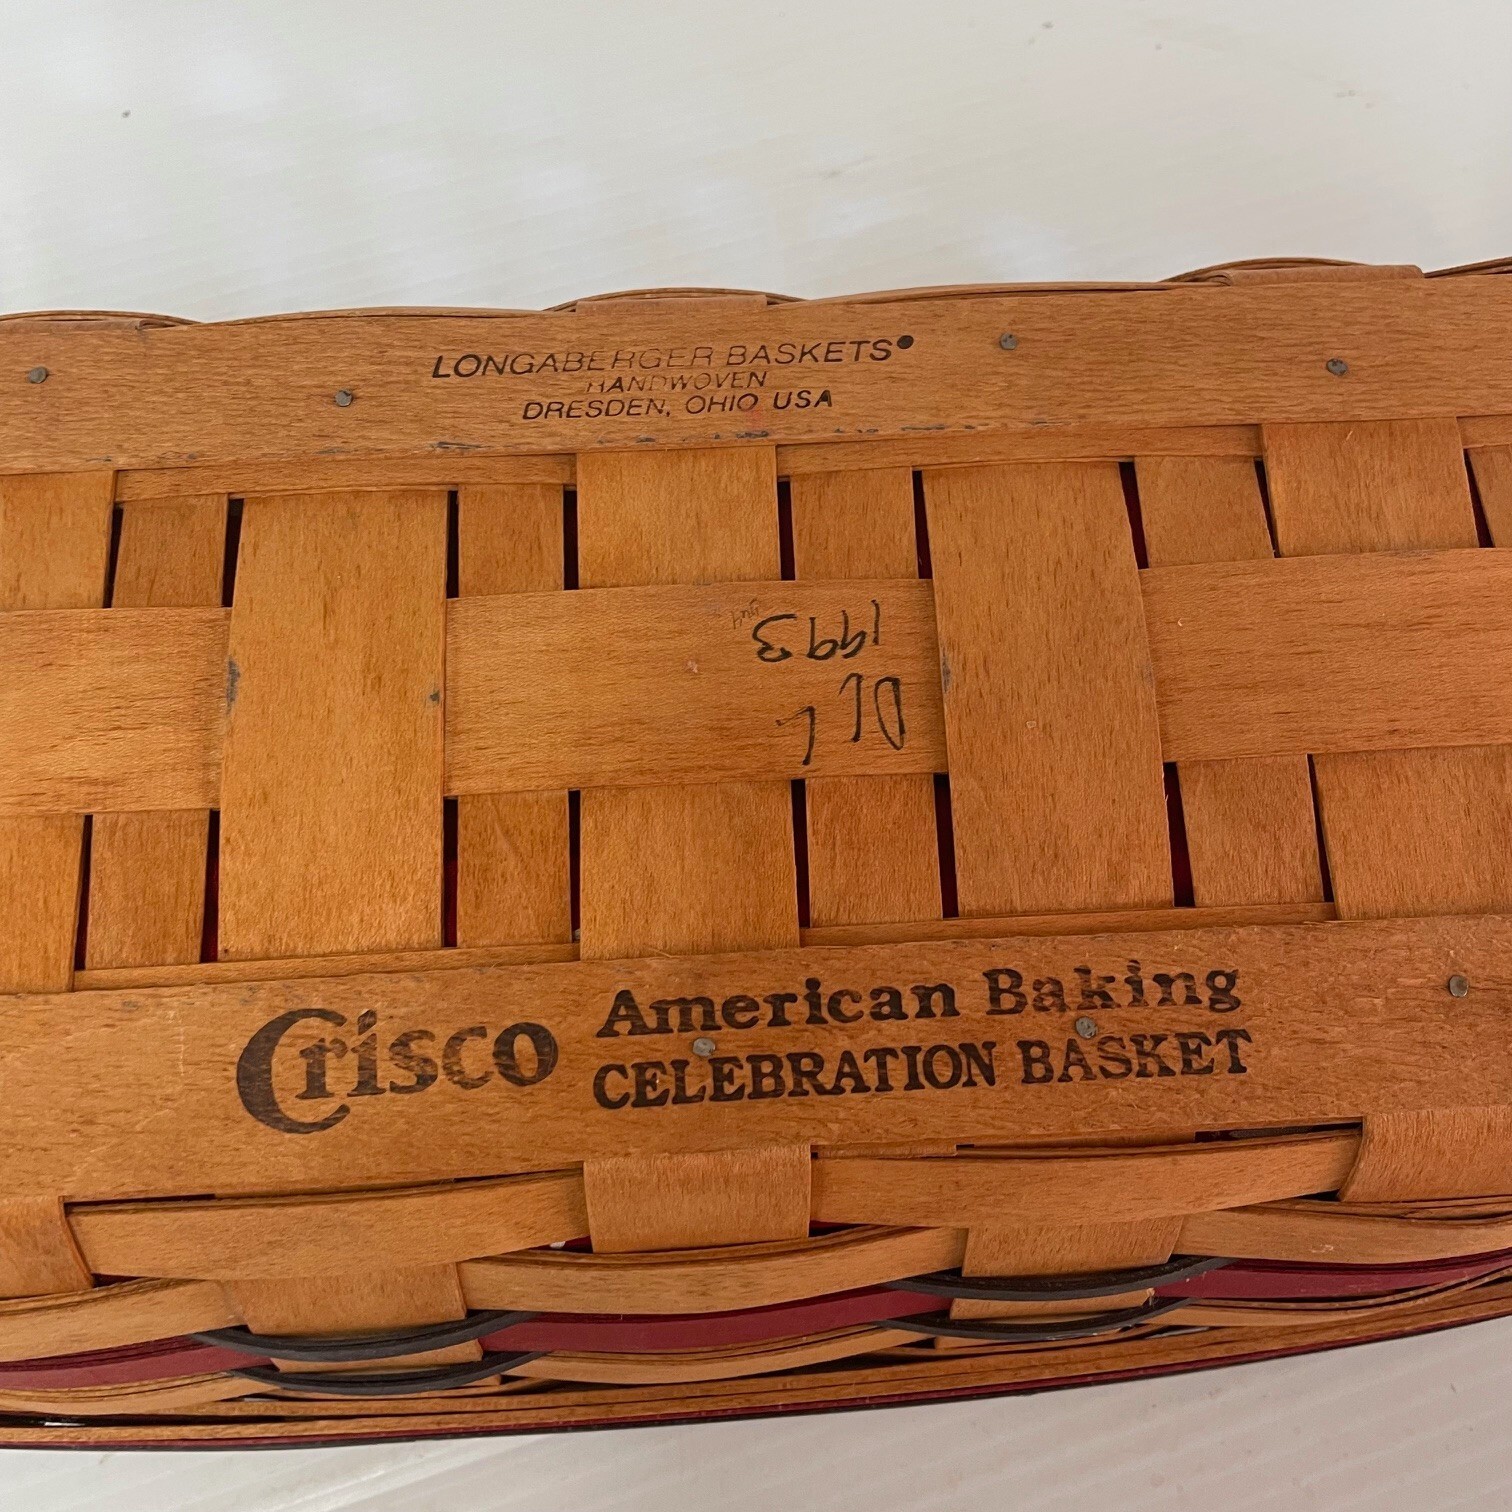 LONGABERGER BASKETS
HANDWOVEN
DRESDEN, OHIO USA
DLL
1993
Crisco American Baking
CELEBRATION BASKET